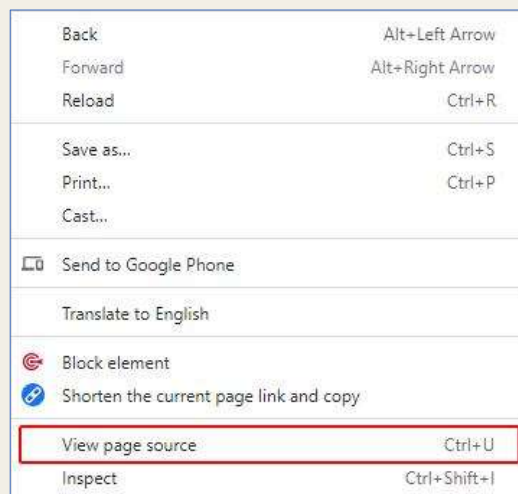 Back Alt+Left Arrow
Forward Alt+Right Arrow
Reload Ctrl+R
Save as... Ctrl+S
Print... Ctrl+P
Cast...
Send to Google Phone
Translate to English
Block element
Shorten the current page link and copy
View page source Ctrl+U
Inspect Ctrl+Shift+I